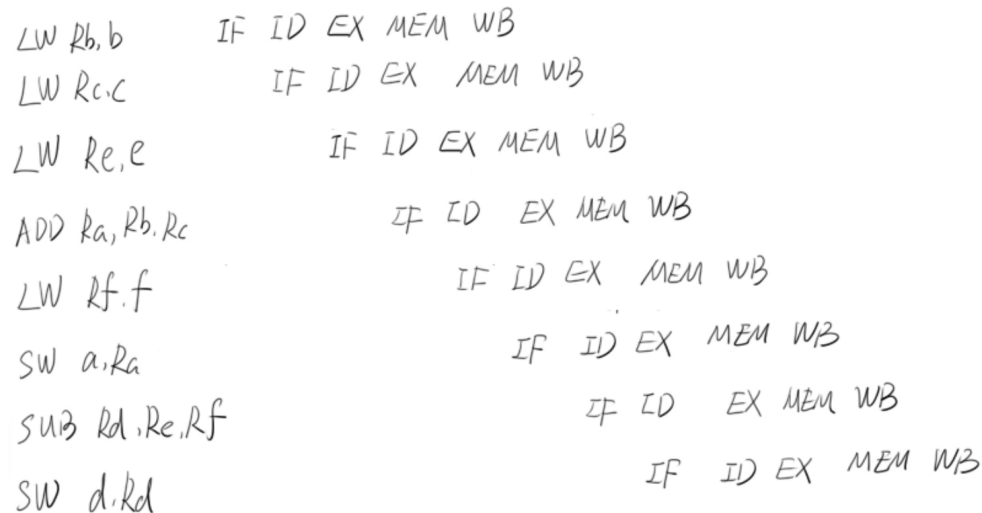 LW Rb, b IF ID EX MEM WB
LW Rc, c IF ID EX MEM WB
LW Re, e IF ID EX MEM WB
ADD Ra, Rb, Rc IF ID EX MEM WB
LW Rf, f IF ID EX MEM WB
SW a, Ra IF ID EX MEM WB
SUB Rd, Re, Rf IF ID EX MEM WB
SW d, Rd IF ID EX MEM WB